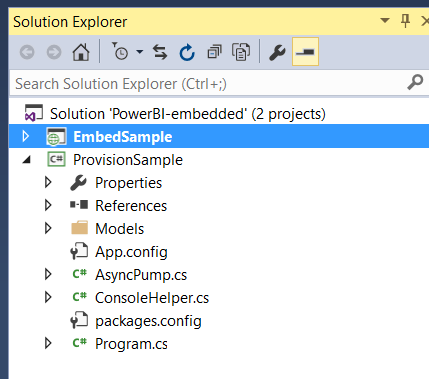 Solution Explorer
Search Solution Explorer (Ctrl+;)
Solution 'PowerBI-embedded' (2 projects)
EmbedSample
C# ProvisionSample
Properties
References
Models
App.config
C# AsyncPump.cs
C# ConsoleHelper.cs
packages.config
C# Program.cs